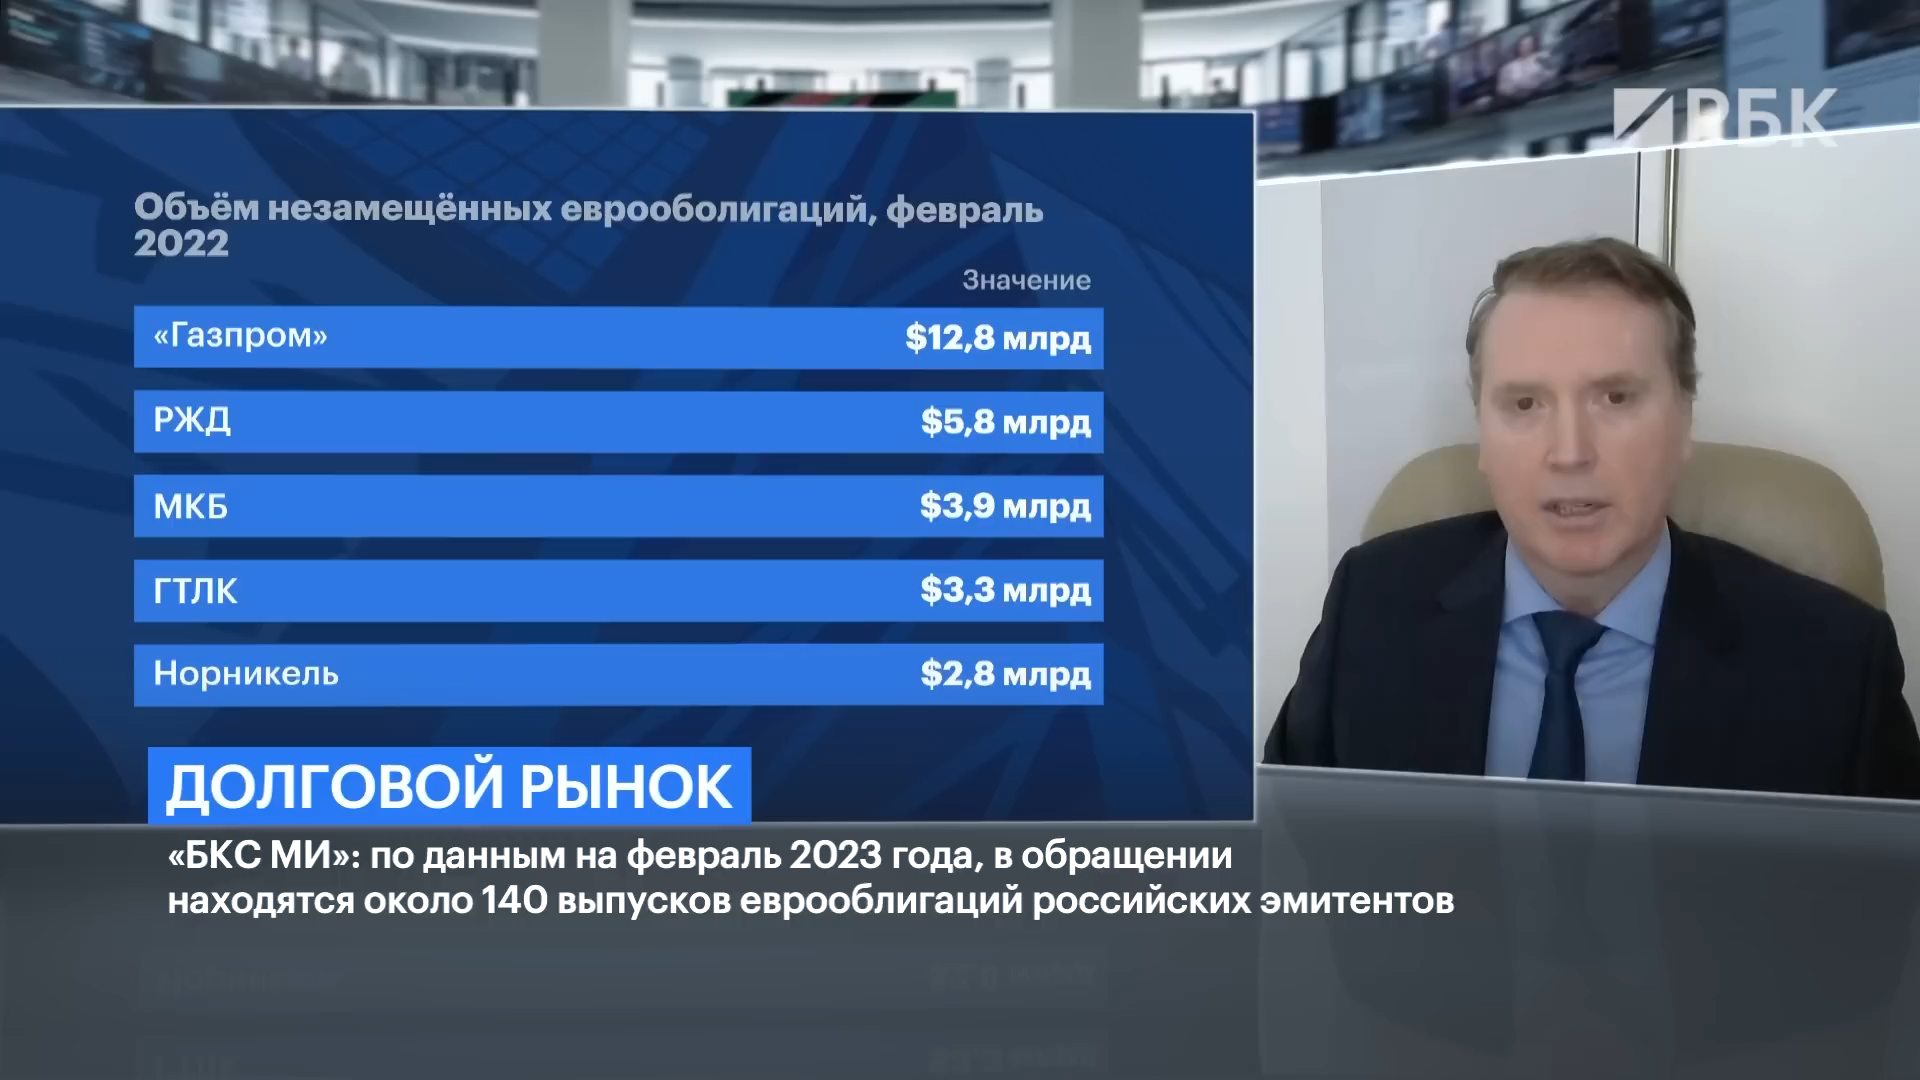 РБК
Объём незамещённых еврооболигаций, февраль
2022
Значение
«Газпром» $12,8 млрд
РЖД $5,8 млрд
МКБ $3,9 млрд
ГТЛК $3,3 млрд
Норникель $2,8 млрд
ДОЛГОВОЙ РЫНОК
«БКС МИ»: по данным на февраль 2023 года, в обращении
находятся около 140 выпусков еврооблигаций российских эмитентов